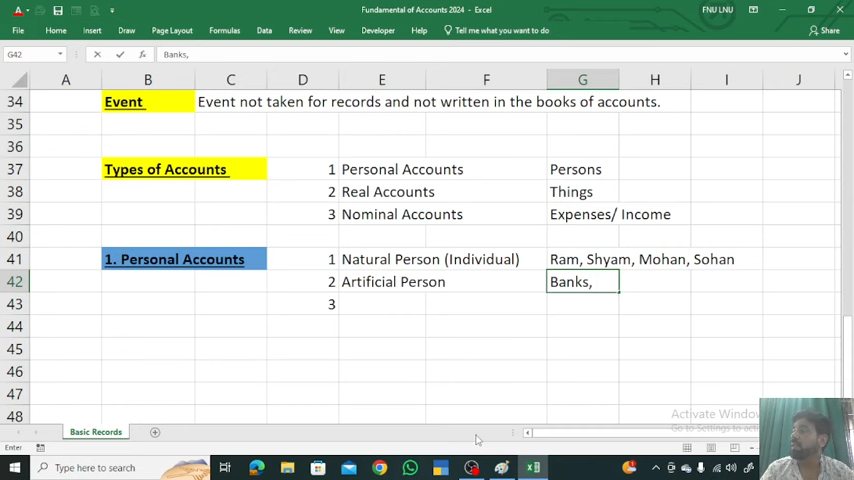 Fundamental of Accounts 2024 - Excel
FNU LNU
File Home Insert Draw Page Layout Formulas Data Review View Developer Help Tell me what you want to do Share
G42 Banks,
A B C D E F G H I J
34 Event Event not taken for records and not written in the books of accounts.
35
36
37 Types of Accounts 1 Personal Accounts Persons
38 2 Real Accounts Things
39 3 Nominal Accounts Expenses/ Income
40
41 1. Personal Accounts 1 Natural Person (Individual) Ram, Shyam, Mohan, Sohan
42 2 Artificial Person Banks,
43 3
44
45
46
47
48
Activate Window
Go to Settings to
Basic Records
Enter
Type here to search